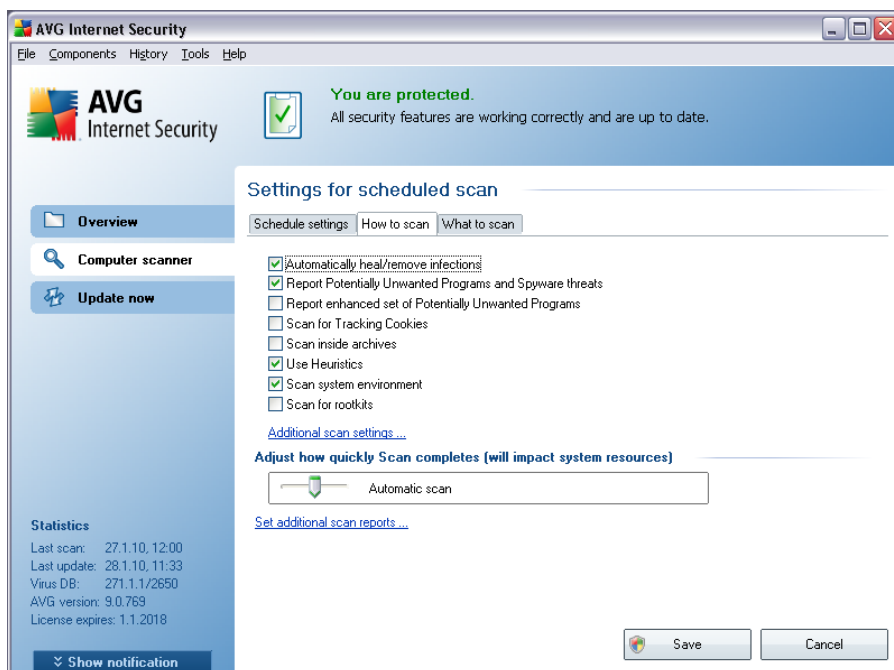 AVG Internet Security
File Components History Tools Help
AVG
Internet Security
You are protected.
All security features are working correctly and are up to date.
Settings for scheduled scan
Schedule settings How to scan What to scan
Overview
Computer scanner
Update now
Automatically heal/remove infections
Report Potentially Unwanted Programs and Spyware threats
Report enhanced set of Potentially Unwanted Programs
Scan for Tracking Cookies
Scan inside archives
Use Heuristics
Scan system environment
Scan for rootkits
Additional scan settings ...
Adjust how quickly Scan completes (will impact system resources)
Automatic scan
Set additional scan reports ...
Statistics
Last scan: 27.1.10, 12:00
Last update: 28.1.10, 11:33
Virus DB: 271.1.1/2650
AVG version: 9.0.769
License expires: 1.1.2018
Show notification
Save Cancel